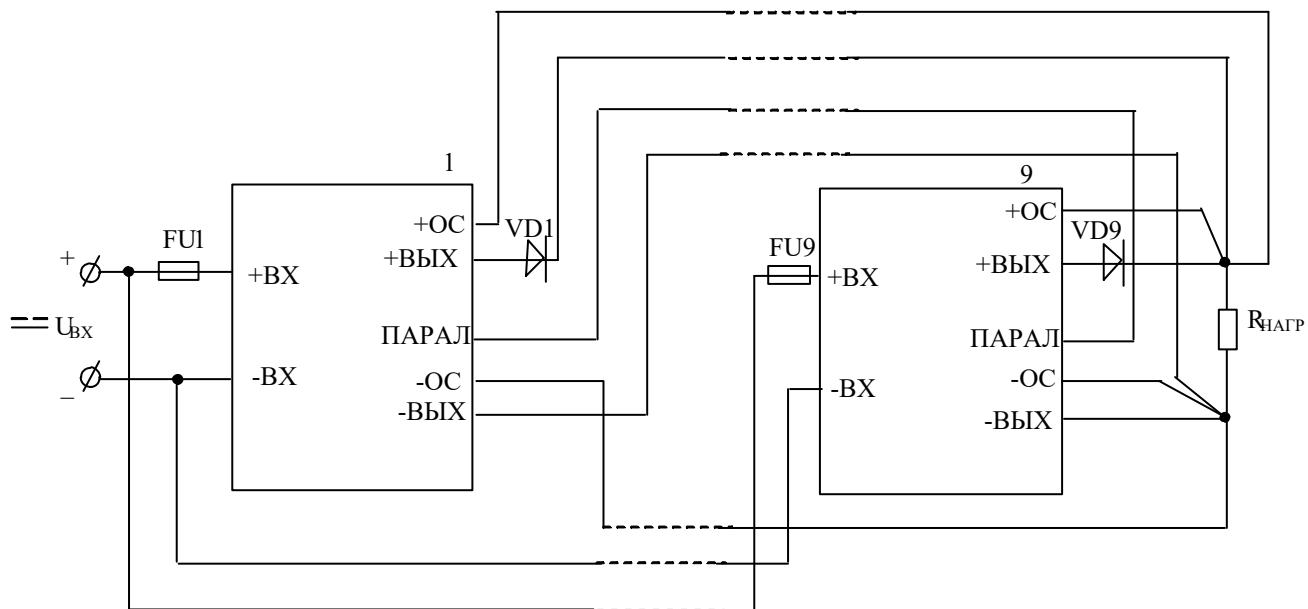 1
9
+ОС
VD1
+ВЫХ
FU1
+
+ВХ
UВХ
ПАРАЛ
-ВХ
-ОС
–
-ВЫХ
+ОС
VD9
FU9
+ВЫХ
+ВХ
RНАГР
ПАРАЛ
-ОС
-ВХ
-ВЫХ